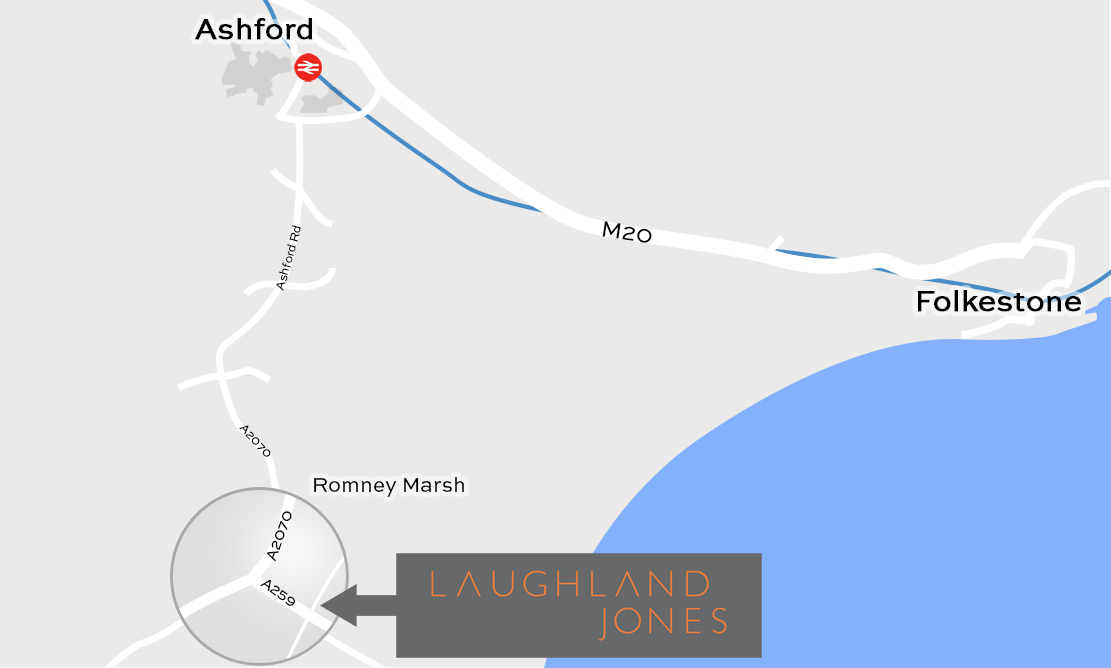 Ashford
M20
Ashford Rd
Folkestone
A2070
Romney Marsh
A2070
A259
LAUGHLAND
JONES